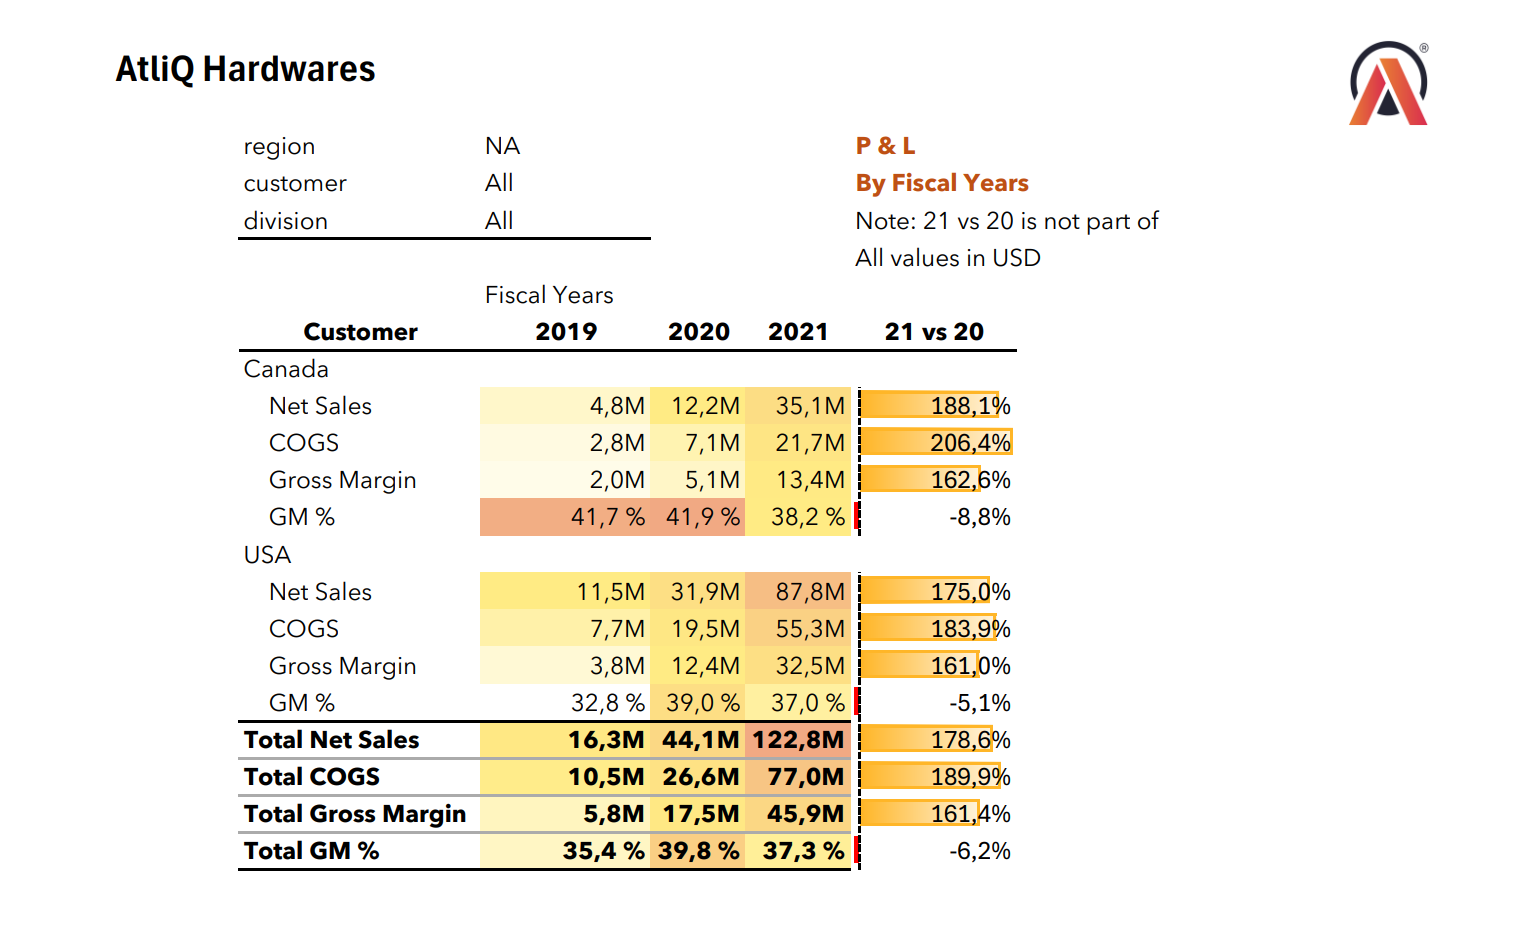 AtliQ Hardwares
®
region NA P & L
customer All By Fiscal Years
division All Note: 21 vs 20 is not part of
All values in USD
Fiscal Years
Customer 2019 2020 2021 21 vs 20
Canada
Net Sales 4,8M 12,2M 35,1M 188,1%
COGS 2,8M 7,1M 21,7M 206,4%
Gross Margin 2,0M 5,1M 13,4M 162,6%
GM % 41,7 % 41,9 % 38,2 % -8,8%
USA
Net Sales 11,5M 31,9M 87,8M 175,0%
COGS 7,7M 19,5M 55,3M 183,9%
Gross Margin 3,8M 12,4M 32,5M 161,0%
GM % 32,8 % 39,0 % 37,0 % -5,1%
Total Net Sales 16,3M 44,1M 122,8M 178,6%
Total COGS 10,5M 26,6M 77,0M 189,9%
Total Gross Margin 5,8M 17,5M 45,9M 161,4%
Total GM % 35,4 % 39,8 % 37,3 % -6,2%